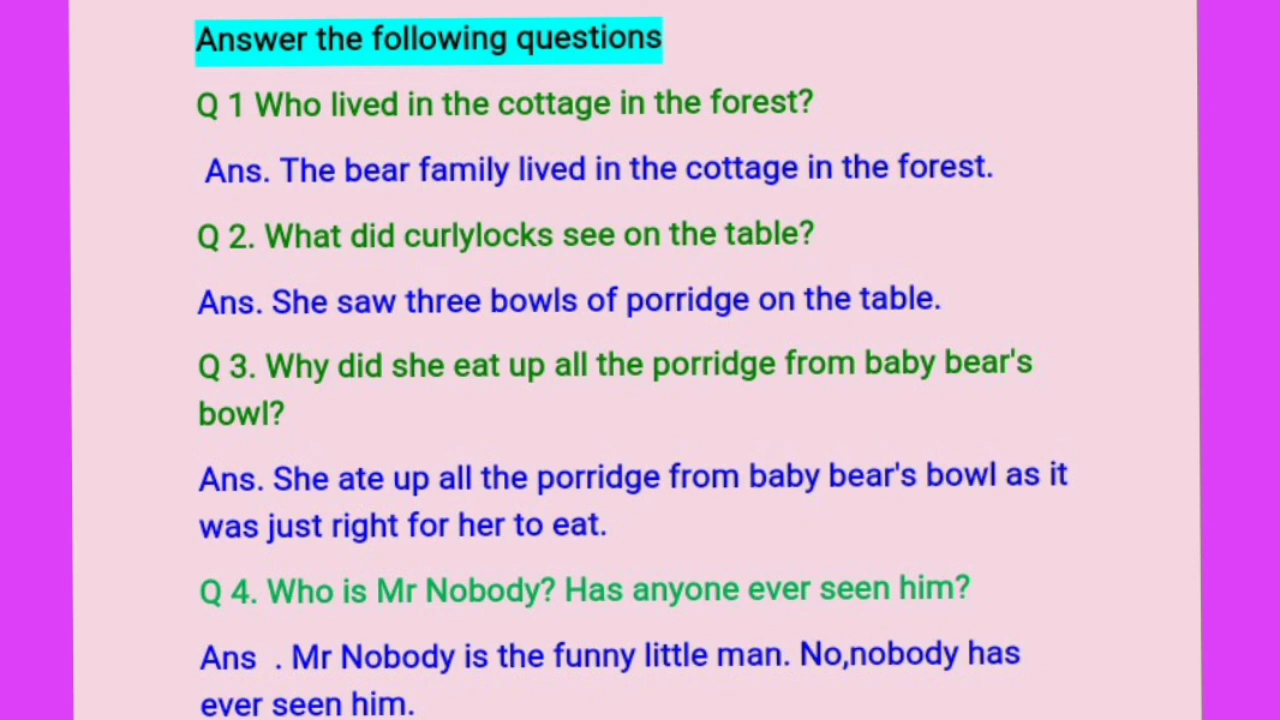 Answer the following questions
Q 1 Who lived in the cottage in the forest?
Ans. The bear family lived in the cottage in the forest.
Q 2. What did curlylocks see on the table?
Ans. She saw three bowls of porridge on the table.
Q 3. Why did she eat up all the porridge from baby bear's
bowl?
Ans. She ate up all the porridge from baby bear's bowl as it
was just right for her to eat.
Q 4. Who is Mr Nobody? Has anyone ever seen him?
Ans . Mr Nobody is the funny little man. No,nobody has
ever seen him.